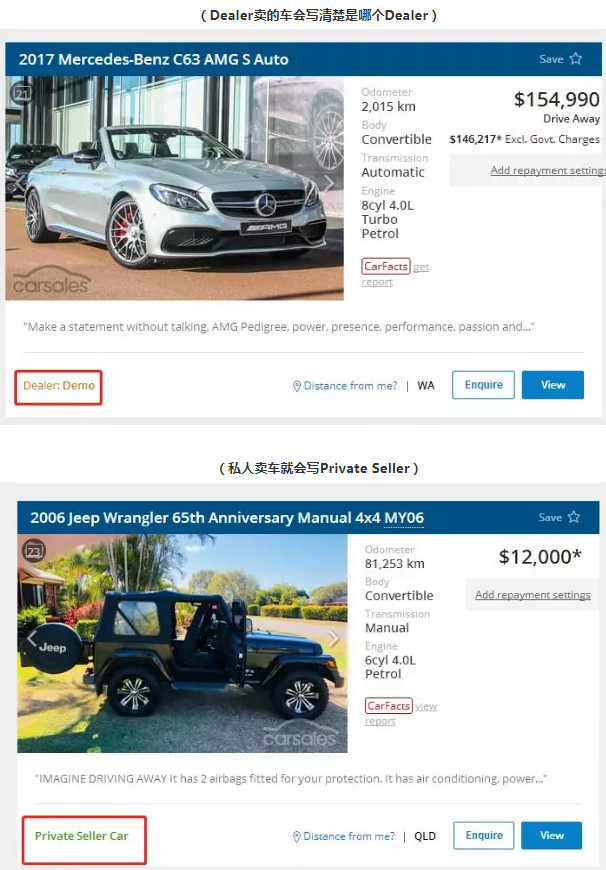 （Dealer卖的车会写清楚是哪个Dealer）
2017 Mercedes-Benz C63 AMG S Auto
Save
21
Odometer
2,015 km
$154,990
Drive Away
Body
Convertible
$146,217* Excl. Govt. Charges
Transmission
Automatic
Add repayment settings
Engine
8cyl 4.0L
Turbo
Petrol
AMG
CarFacts get
report
carsales
"Make a statement without talking, AMG Pedigree, power, presence, performance, passion and..."
Dealer: Demo
Distance from me? | WA
Enquire
View
（私人卖车就会写Private Seller）
2006 Jeep Wrangler 65th Anniversary Manual 4x4 MY06
Save
23
Odometer
81,253 km
$12,000*
Body
Convertible
Add repayment settings
Transmission
Manual
Engine
6cyl 4.0L
Petrol
Jeep
CarFacts view
report
carsales
"IMAGINE DRIVING AWAY It has 2 airbags fitted for your protection. It has air conditioning, power..."
Private Seller Car
Distance from me? | QLD
Enquire
View